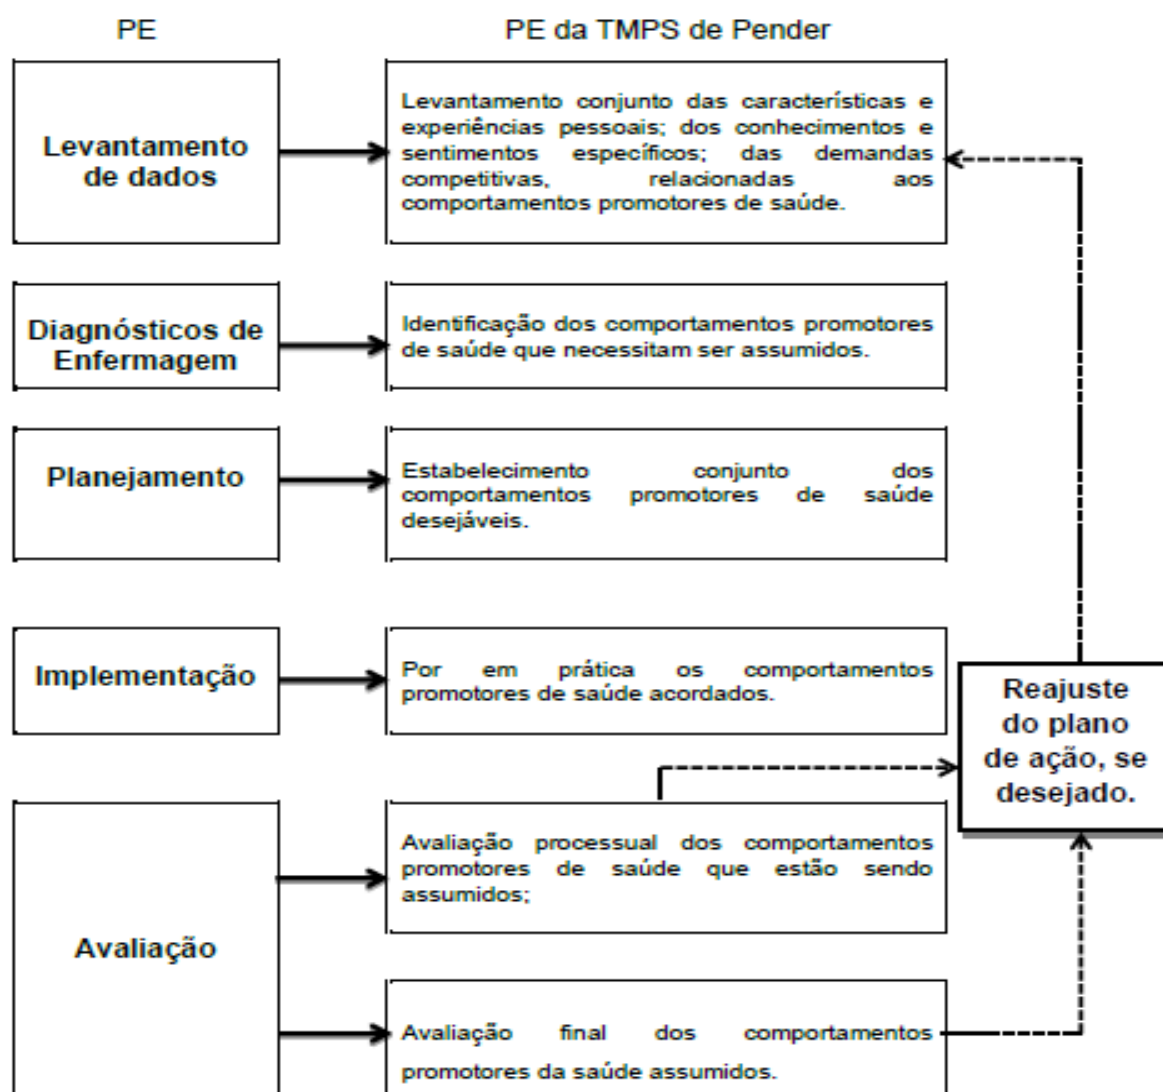 PE
PE da TMPS de Pender
Levantamento
de dados
Levantamento conjunto das características e
experiências pessoais; dos conhecimentos e
sentimentos específicos; das demandas
competitivas, relacionadas aos
comportamentos promotores de saúde.
Diagnósticos de
Enfermagem
Identificação dos comportamentos promotores
de saúde que necessitam ser assumidos.
Planejamento
Estabelecimento conjunto dos
comportamentos promotores de saúde
desejáveis.
Implementação
Por em prática os comportamentos
promotores de saúde acordados.
Reajuste
do plano
de ação, se
desejado.
Avaliação
Avaliação processual dos comportamentos
promotores de saúde que estão sendo
assumidos;
Avaliação final dos comportamentos
promotores da saúde assumidos.